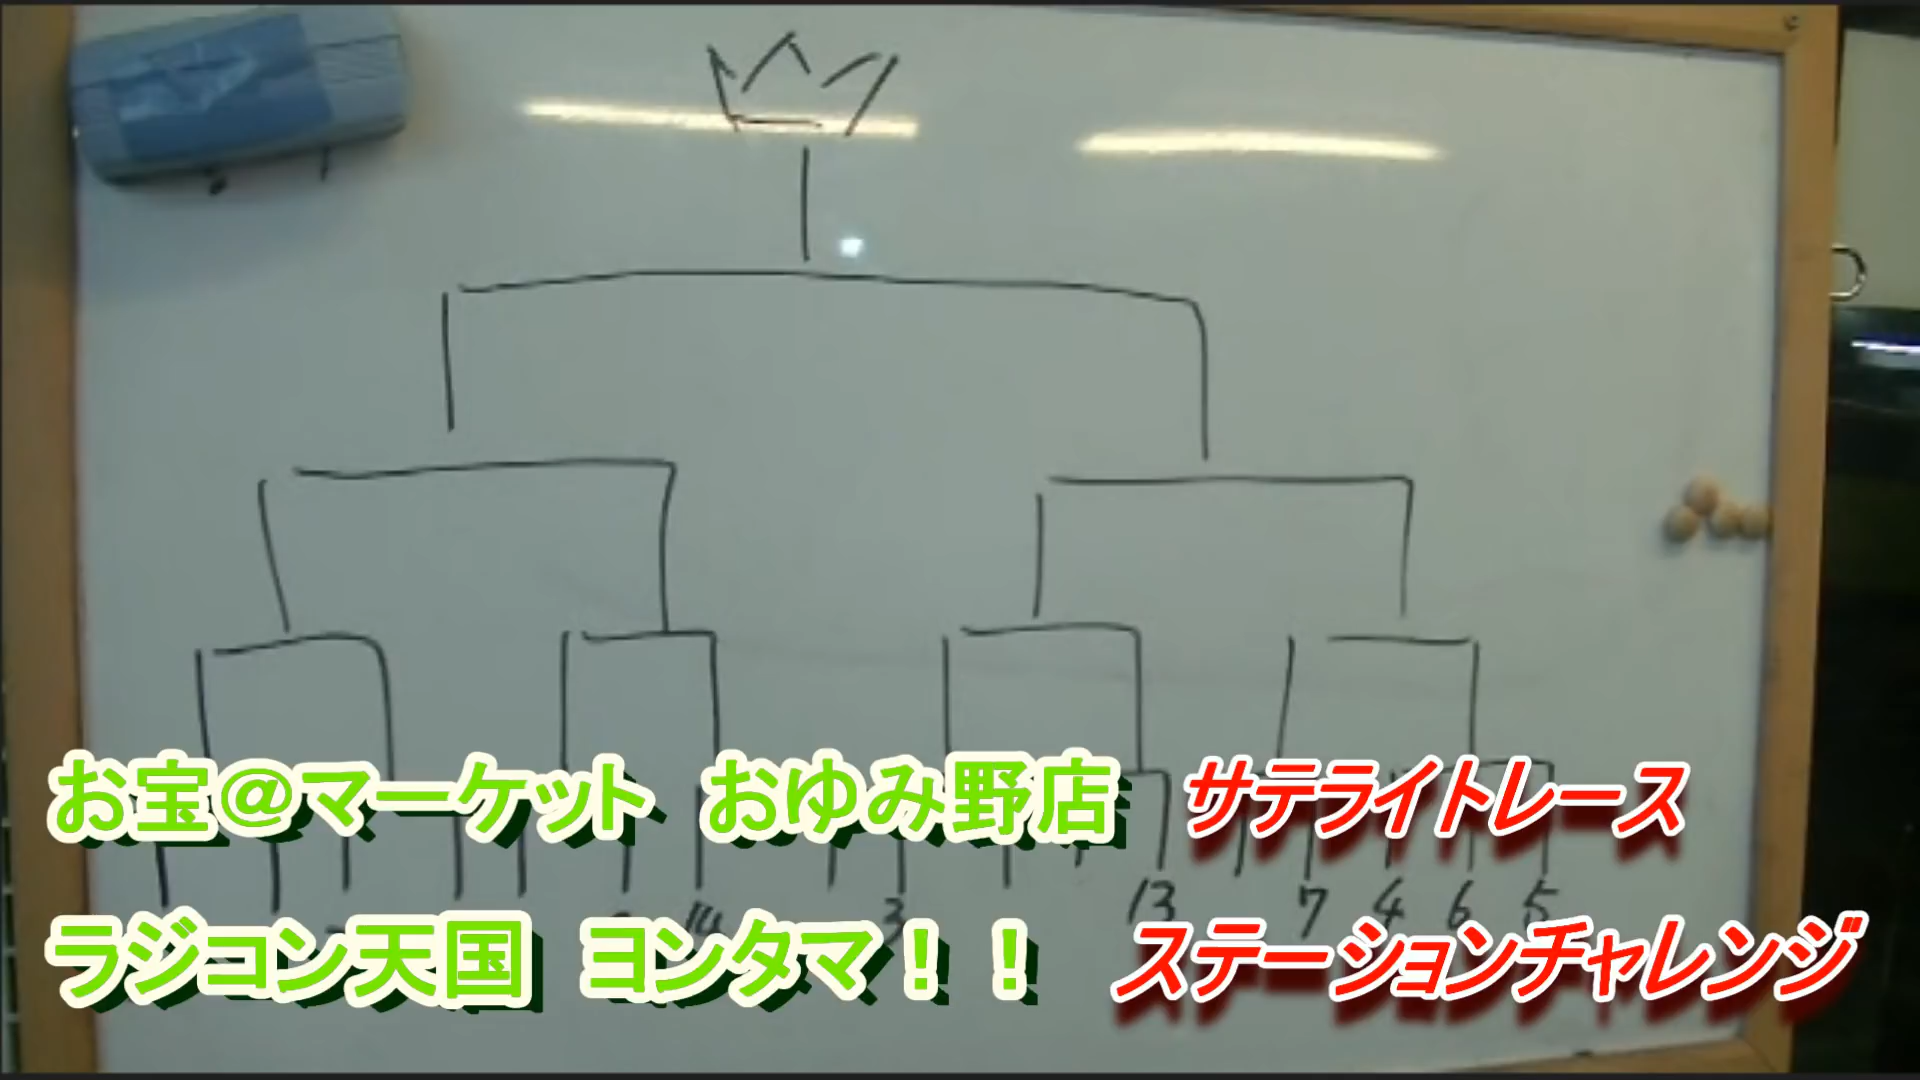 お宝@マーケット　おゆみ野店　サテライトレース
14 3 13 7 4 6 5
ラジコン天国　ヨンタマ！！　ステーションチャレンジ